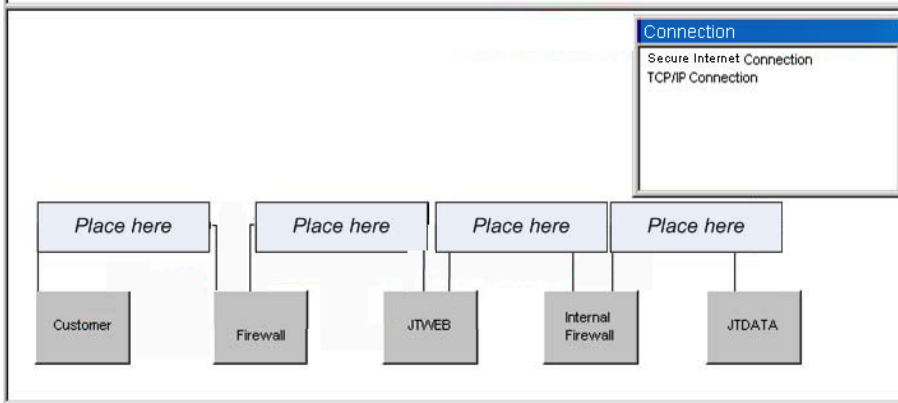 Connection
Secure Internet Connection
TCP/IP Connection
Place here
Place here
Place here
Place here
Customer
Firewall
JTWEB
Internal
Firewall
JTDATA